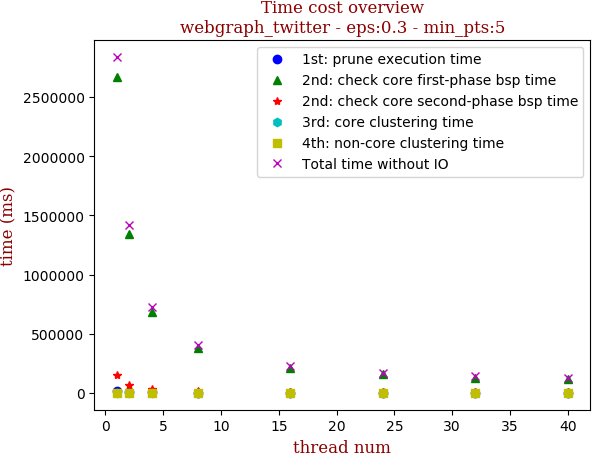 Time cost overview
webgraph_twitter - eps:0.3 - min_pts:5
1st: prune execution time
2nd: check core first-phase bsp time
2nd: check core second-phase bsp time
3rd: core clustering time
4th: non-core clustering time
Total time without IO
time (ms)
2500000
2000000
1500000
1000000
500000
0
0 5 10 15 20 25 30 35 40
thread num